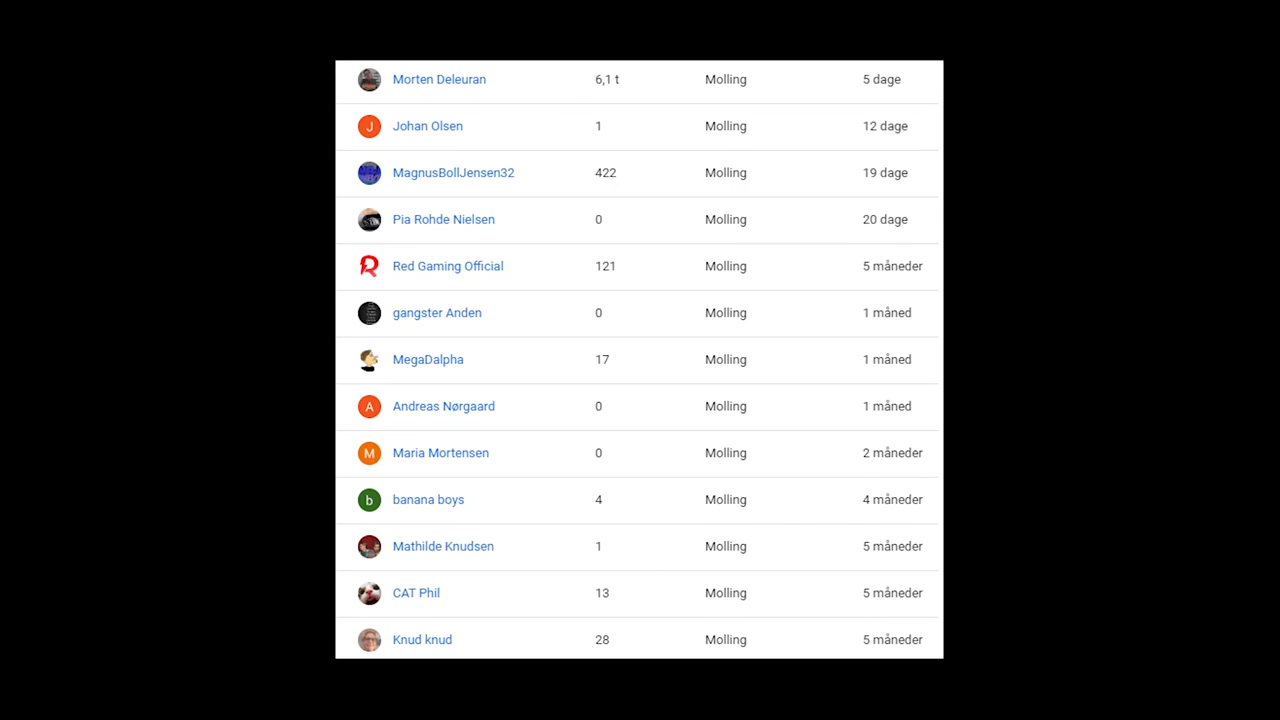 Morten Deleuran 6,1 t Molling 5 dage
J Johan Olsen 1 Molling 12 dage
MagnusBollJensen32 422 Molling 19 dage
Pia Rohde Nielsen 0 Molling 20 dage
R Red Gaming Official 121 Molling 5 måneder
gangster Anden 0 Molling 1 måned
MegaDalpha 17 Molling 1 måned
A Andreas Nørgaard 0 Molling 1 måned
M Maria Mortensen 0 Molling 2 måneder
b banana boys 4 Molling 4 måneder
Mathilde Knudsen 1 Molling 5 måneder
CAT Phil 13 Molling 5 måneder
Knud knud 28 Molling 5 måneder